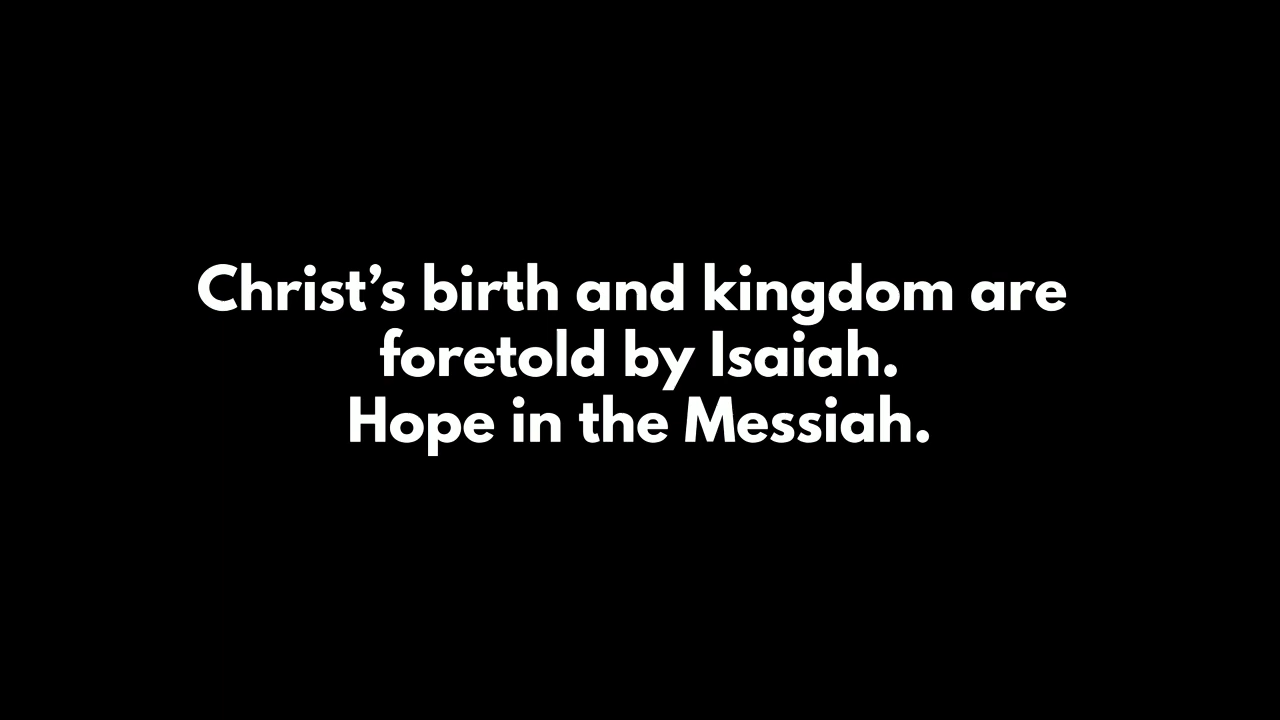 Christ’s birth and kingdom are
foretold by Isaiah.
Hope in the Messiah.